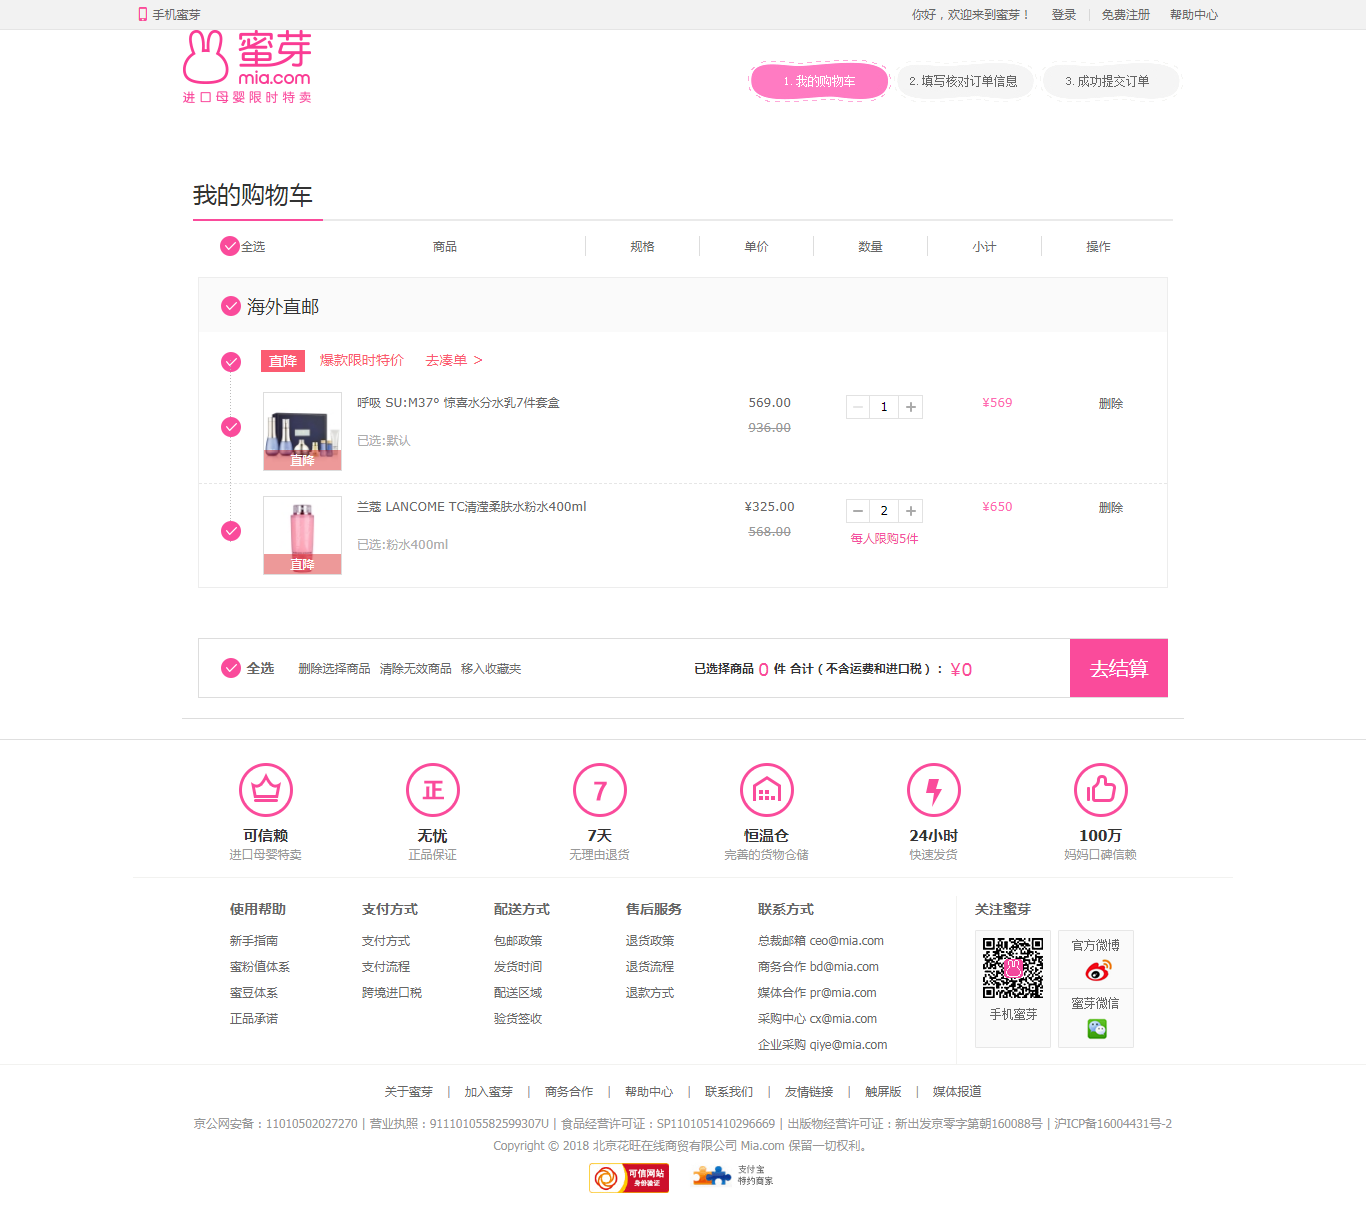 手机蜜芽
你好，欢迎来到蜜芽！ 登录 免费注册 帮助中心
蜜芽
mia.com
进口母婴限时特卖
1. 我的购物车 2. 填写核对订单信息 3. 成功提交订单
我的购物车
全选 商品 规格 单价 数量 小计 操作
海外直邮
直降 爆款限时特价 去凑单 >
呼吸 SU:M37° 惊喜水分水乳7件套盒 569.00 1 ¥569 删除
936.00
已选:默认
直降
兰蔻 LANCOME TC清滢柔肤水粉水400ml ¥325.00 2 ¥650 删除
568.00
每人限购5件
已选:粉水400ml
直降
全选 删除选择商品 清除无效商品 移入收藏夹 已选择商品 0 件 合计（不含运费和进口税）： ¥0 去结算
正 7
可信赖 无忧 7天 恒温仓 24小时 100万
进口母婴特卖 正品保证 无理由退货 完善的货物仓储 快速发货 妈妈口碑信赖
使用帮助 支付方式 配送方式 售后服务 联系方式 关注蜜芽
新手指南 支付方式 包邮政策 退货政策 总裁邮箱 ceo@mia.com 官方微博
蜜粉值体系 支付流程 发货时间 退货流程 商务合作 bd@mia.com
蜜豆体系 跨境进口税 配送区域 退款方式 媒体合作 pr@mia.com 蜜芽微信
正品承诺 验货签收 采购中心 cx@mia.com 手机蜜芽
企业采购 qiye@mia.com
关于蜜芽 | 加入蜜芽 | 商务合作 | 帮助中心 | 联系我们 | 友情链接 | 触屏版 | 媒体报道
京公网安备：11010502027270 | 营业执照：91110105582599307U | 食品经营许可证：SP1101051410296669 | 出版物经营许可证：新出发京零字第朝160088号 | 沪ICP备16004431号-2
Copyright © 2018 北京花旺在线商贸有限公司 Mia.com 保留一切权利。
可信网站 支付宝
身份验证 特约商家